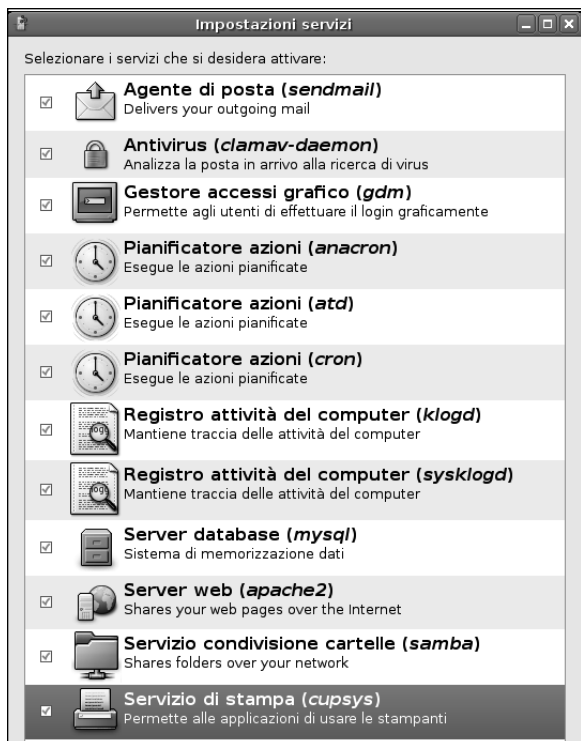 Impostazioni servizi
Selezionare i servizi che si desidera attivare:
Agente di posta (sendmail)
Delivers your outgoing mail
Antivirus (clamav-daemon)
Analizza la posta in arrivo alla ricerca di virus
Gestore accessi grafico (gdm)
Permette agli utenti di effettuare il login graficamente
Pianificatore azioni (anacron)
Esegue le azioni pianificate
Pianificatore azioni (atd)
Esegue le azioni pianificate
Pianificatore azioni (cron)
Esegue le azioni pianificate
Registro attività del computer (klogd)
Mantiene traccia delle attività del computer
Registro attività del computer (sysklogd)
Mantiene traccia delle attività del computer
Server database (mysql)
Sistema di memorizzazione dati
Server web (apache2)
Shares your web pages over the Internet
Servizio condivisione cartelle (samba)
Shares folders over your network
Servizio di stampa (cupsys)
Permette alle applicazioni di usare le stampanti